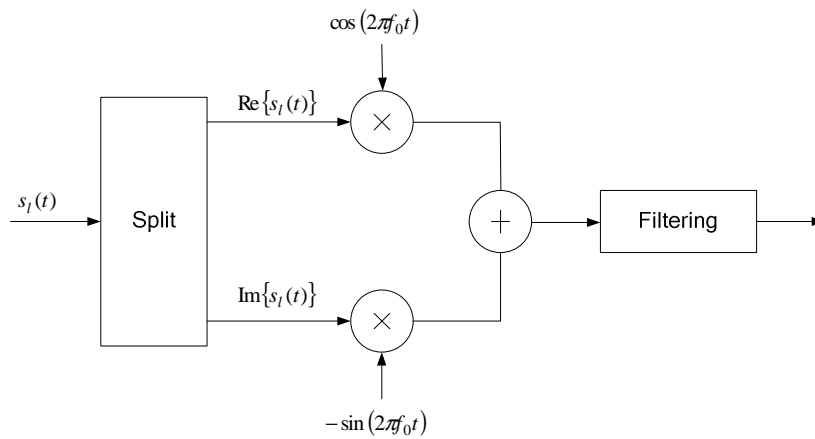 cos(2πf₀t)
Re{sₗ(t)}
×
sₗ(t)
Split
+
Filtering
Im{sₗ(t)}
×
−sin(2πf₀t)